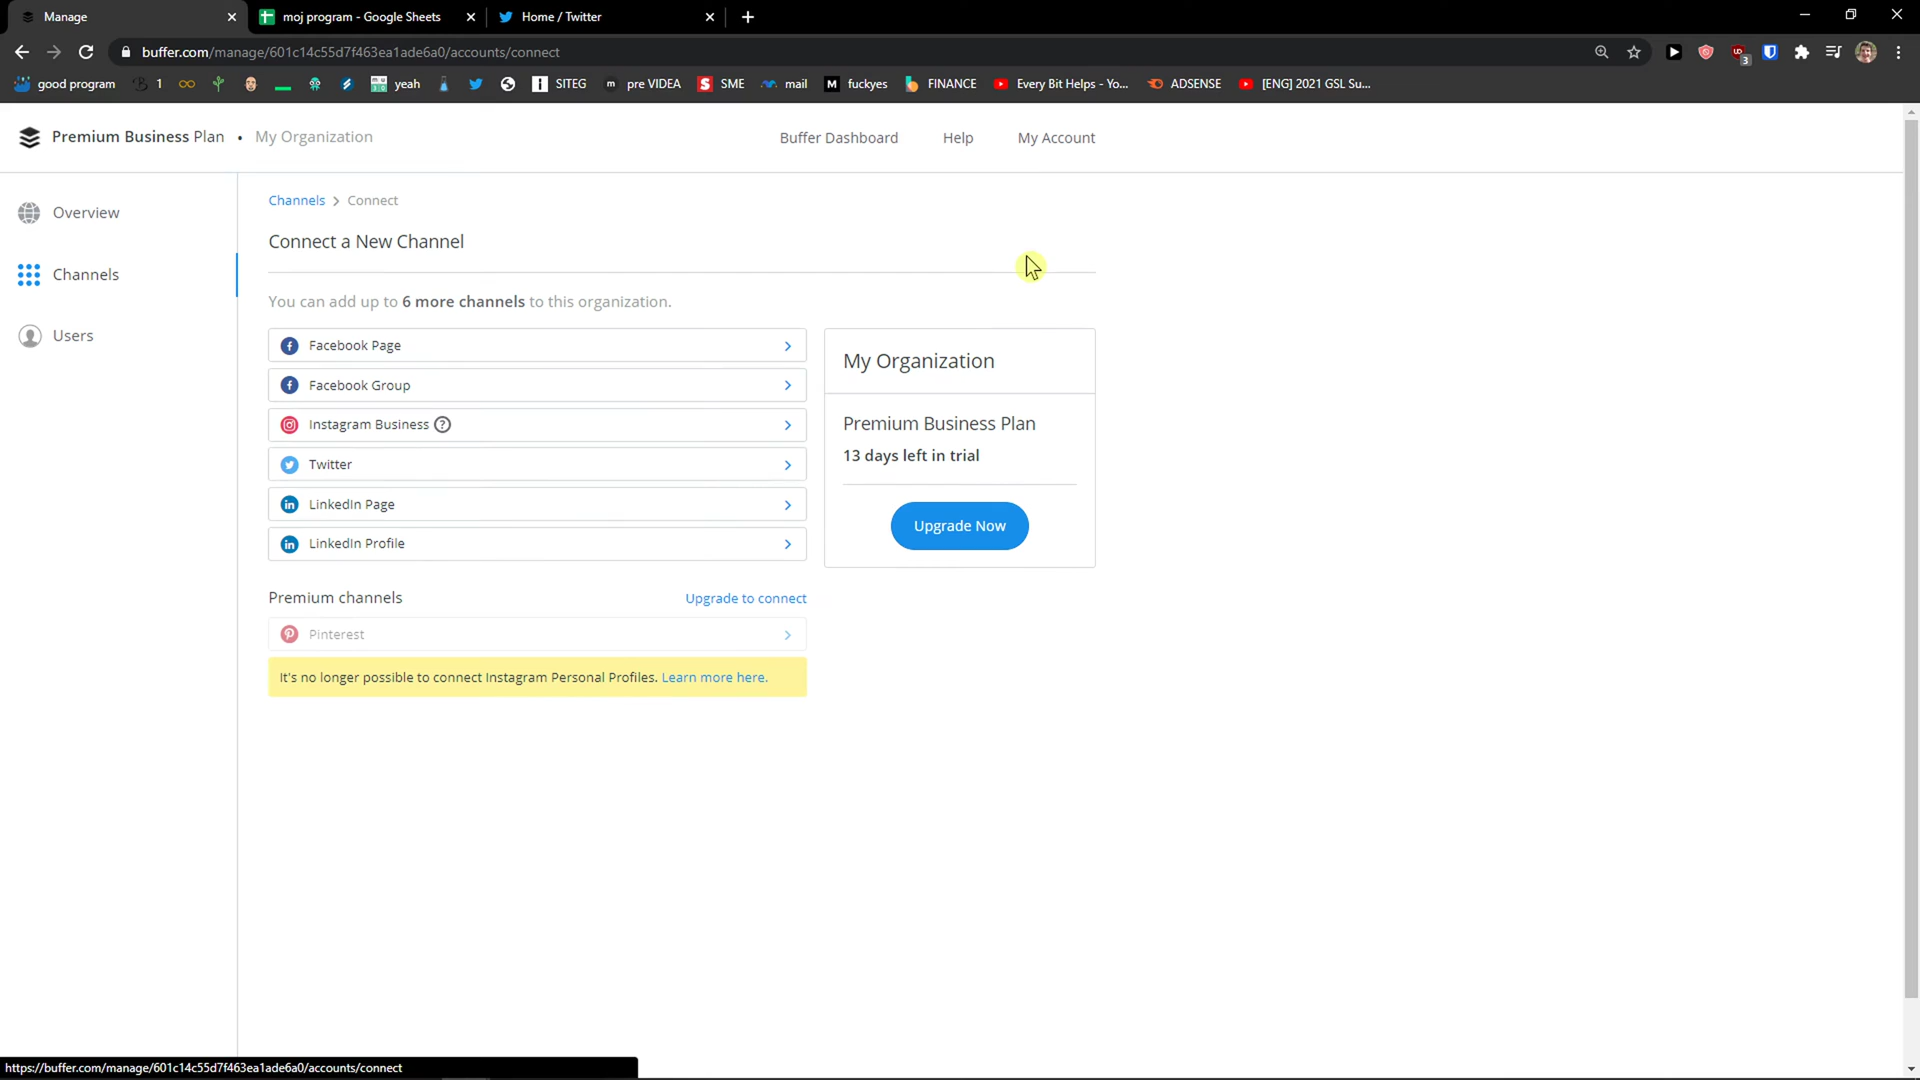 Manage
moj program - Google Sheets
Home / Twitter
buffer.com/manage/601c14c55d7f463ea1ade6a0/accounts/connect
3
good program
1
yeah
SITEG
pre VIDEA
SME
mail
fuckyes
FINANCE
Every Bit Helps - Yo...
ADSENSE
[ENG] 2021 GSL Su...
Premium Business Plan • My Organization
Buffer Dashboard
Help
My Account
Overview
Channels
Users
Channels > Connect
Connect a New Channel
You can add up to 6 more channels to this organization.
Facebook Page
Facebook Group
Instagram Business ?
Twitter
LinkedIn Page
LinkedIn Profile
My Organization
Premium Business Plan
13 days left in trial
Upgrade Now
Premium channels
Upgrade to connect
Pinterest
It's no longer possible to connect Instagram Personal Profiles. Learn more here.
https://buffer.com/manage/601c14c55d7f463ea1ade6a0/accounts/connect